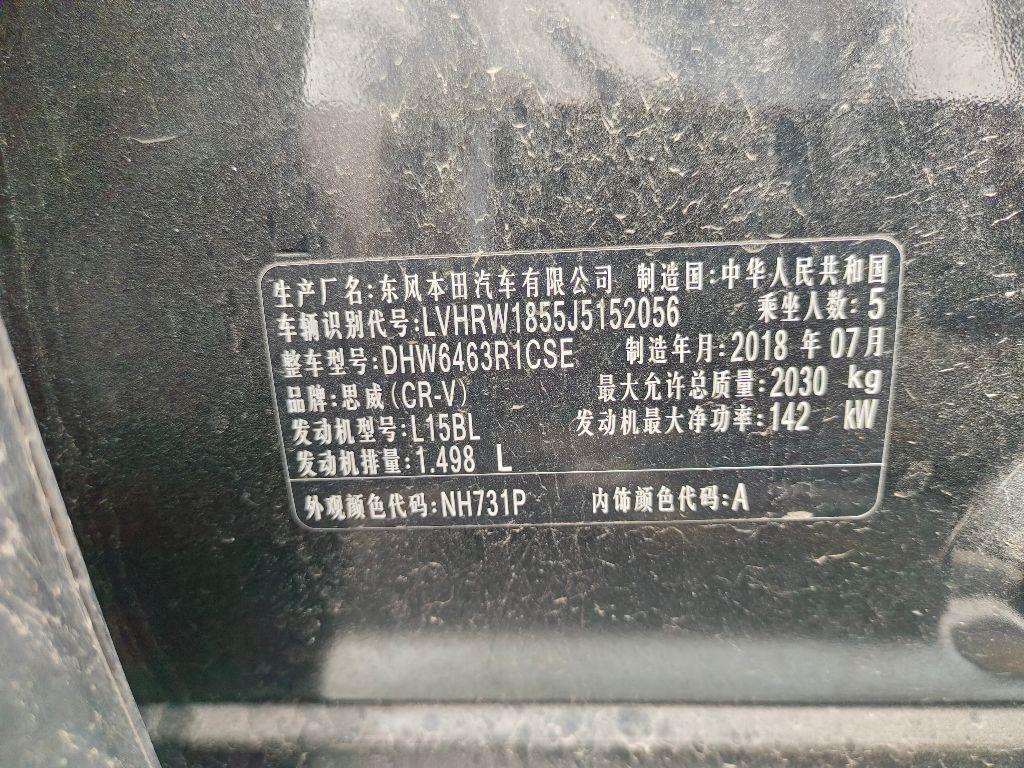 生产厂名:东风本田汽车有限公司 制造国:中华人民共和国
车辆识别代号:LVHRW1855J5152056 乘坐人数:5
整车型号:DHW6463R1CSE 制造年月:2018 年 07月
品牌:思威(CR-V) 最大允许总质量:2030 kg
发动机型号:L15BL 发动机最大净功率:142 kW
发动机排量:1.498 L
外观颜色代码:NH731P 内饰颜色代码:A